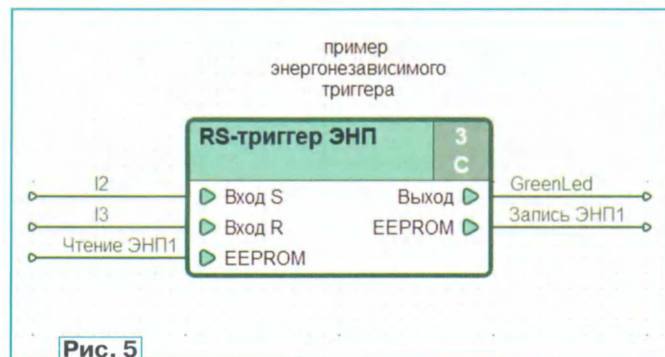 пример
энергонезависимого
триггера
RS-триггер ЭНП
3
C
I2
Вход S
Выход
GreenLed
I3
Вход R
EEPROM
Запись ЭНП1
Чтение ЭНП1
EEPROM
Рис. 5